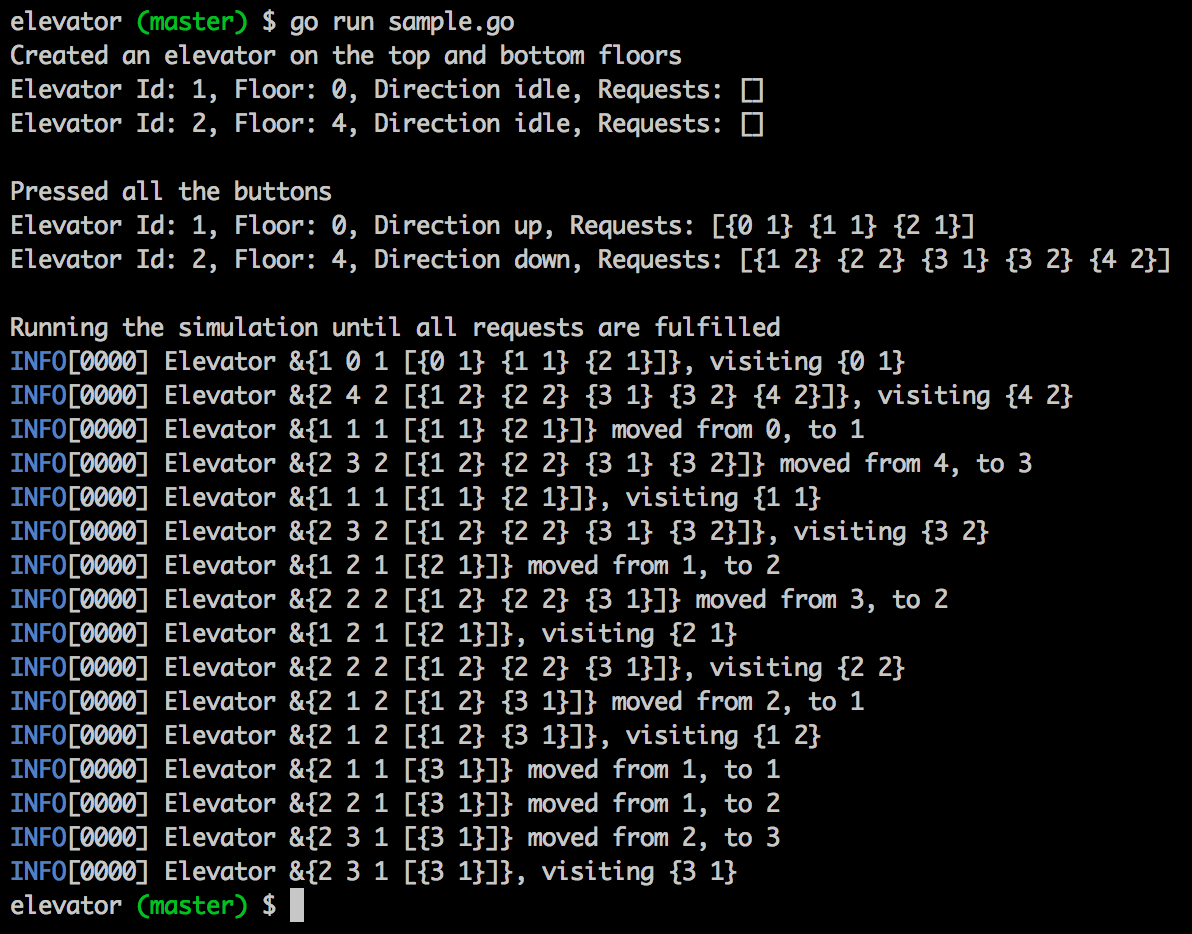 elevator (master) $ go run sample.go
Created an elevator on the top and bottom floors
Elevator Id: 1, Floor: 0, Direction idle, Requests: []
Elevator Id: 2, Floor: 4, Direction idle, Requests: []
Pressed all the buttons
Elevator Id: 1, Floor: 0, Direction up, Requests: [{0 1} {1 1} {2 1}]
Elevator Id: 2, Floor: 4, Direction down, Requests: [{1 2} {2 2} {3 1} {3 2} {4 2}]
Running the simulation until all requests are fulfilled
INFO[0000] Elevator &{1 0 1 [{0 1} {1 1} {2 1}]}, visiting {0 1}
INFO[0000] Elevator &{2 4 2 [{1 2} {2 2} {3 1} {3 2} {4 2}]}, visiting {4 2}
INFO[0000] Elevator &{1 1 1 [{1 1} {2 1}]} moved from 0, to 1
INFO[0000] Elevator &{2 3 2 [{1 2} {2 2} {3 1} {3 2}]} moved from 4, to 3
INFO[0000] Elevator &{1 1 1 [{1 1} {2 1}]}, visiting {1 1}
INFO[0000] Elevator &{2 3 2 [{1 2} {2 2} {3 1} {3 2}]}, visiting {3 2}
INFO[0000] Elevator &{1 2 1 [{2 1}]} moved from 1, to 2
INFO[0000] Elevator &{2 2 2 [{1 2} {2 2} {3 1}]} moved from 3, to 2
INFO[0000] Elevator &{1 2 1 [{2 1}]}, visiting {2 1}
INFO[0000] Elevator &{2 2 2 [{1 2} {2 2} {3 1}]}, visiting {2 2}
INFO[0000] Elevator &{2 1 2 [{1 2} {3 1}]} moved from 2, to 1
INFO[0000] Elevator &{2 1 2 [{1 2} {3 1}]}, visiting {1 2}
INFO[0000] Elevator &{2 1 1 [{3 1}]} moved from 1, to 1
INFO[0000] Elevator &{2 2 1 [{3 1}]} moved from 1, to 2
INFO[0000] Elevator &{2 3 1 [{3 1}]} moved from 2, to 3
INFO[0000] Elevator &{2 3 1 [{3 1}]}, visiting {3 1}
elevator (master) $